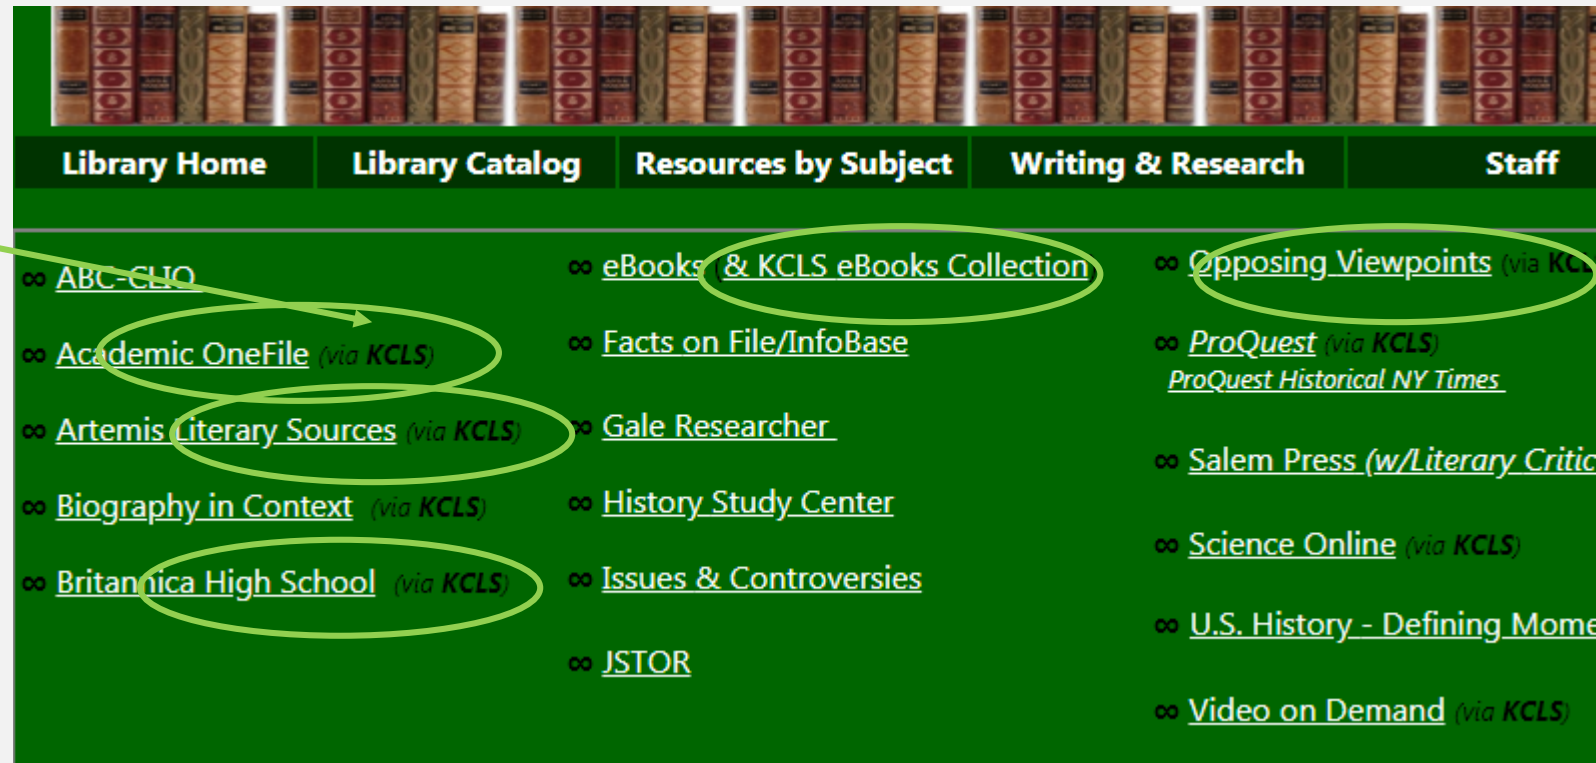 Library Home
Library Catalog
Resources by Subject
Writing & Research
Staff
∞ ABC-CLIO
∞ Academic OneFile (via KCLS)
∞ Artemis Literary Sources (via KCLS)
∞ Biography in Context (via KCLS)
∞ Britannica High School (via KCLS)
∞ eBooks (& KCLS eBooks Collection)
∞ Facts on File/InfoBase
∞ Gale Researcher
∞ History Study Center
∞ Issues & Controversies
∞ JSTOR
∞ Opposing Viewpoints (via KCL
∞ ProQuest (via KCLS)
ProQuest Historical NY Times
∞ Salem Press (w/Literary Critic
∞ Science Online (via KCLS)
∞ U.S. History - Defining Mome
∞ Video on Demand (via KCLS)